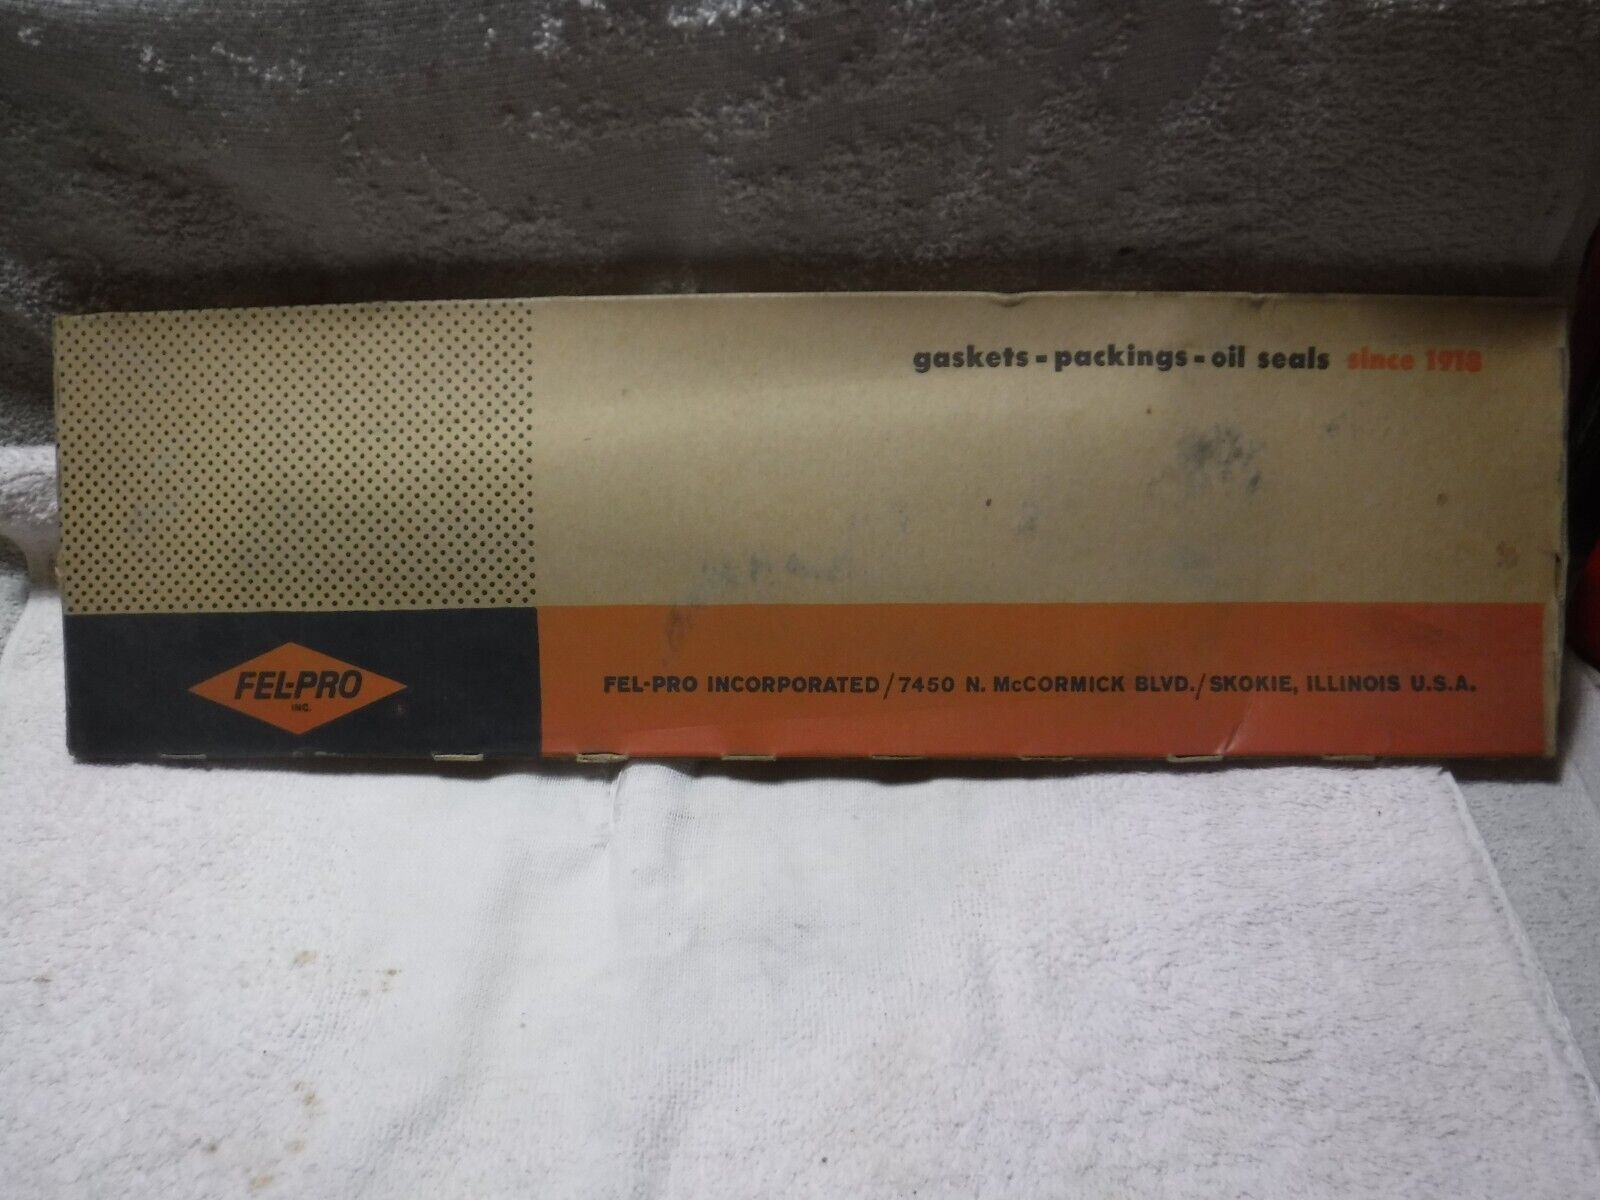 gaskets - packings - oil seals since 1918
FEL-PRO
INC.
FEL-PRO INCORPORATED/7450 N. McCORMICK BLVD./SKOKIE, ILLINOIS U.S.A.